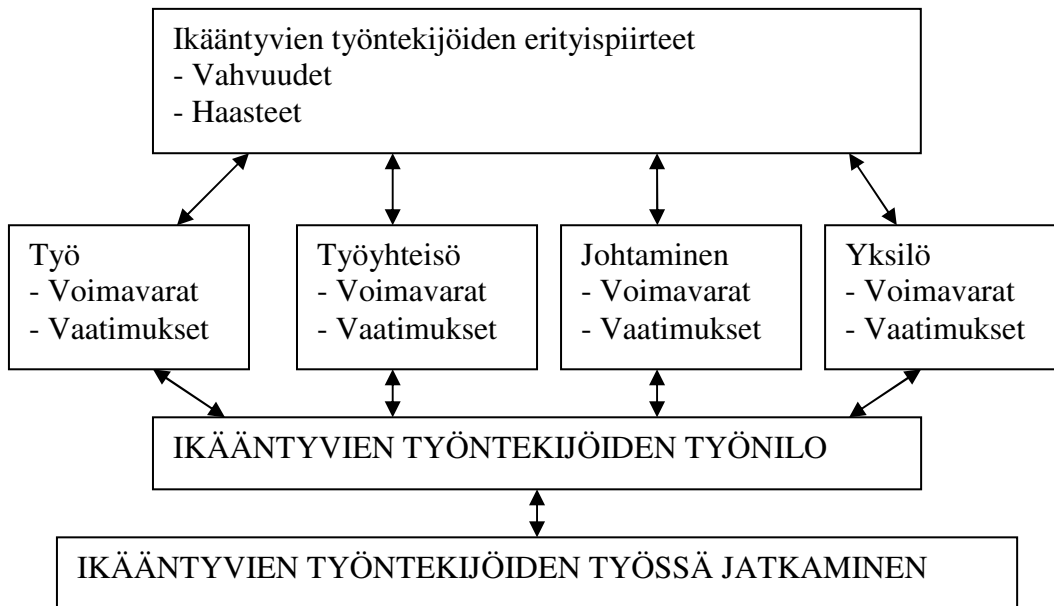 Ikääntyvien työntekijöiden erityispiirteet
- Vahvuudet
- Haasteet
Työ
- Voimavarat
- Vaatimukset
Työyhteisö
- Voimavarat
- Vaatimukset
Johtaminen
- Voimavarat
- Vaatimukset
Yksilö
- Voimavarat
- Vaatimukset
IKÄÄNTYVIEN TYÖNTEKIJÖIDEN TYÖNILO
IKÄÄNTYVIEN TYÖNTEKIJÖIDEN TYÖSSÄ JATKAMINEN